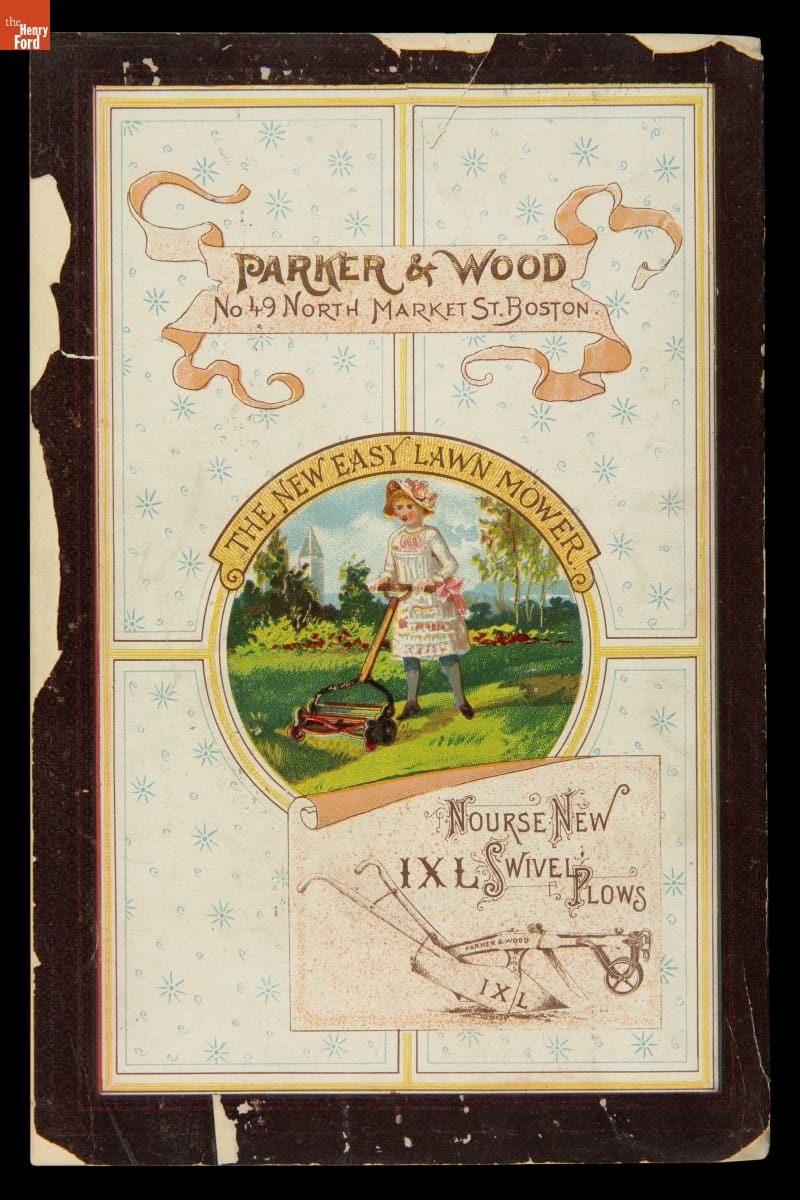 the
Henry
Ford
PARKER & WOOD
No 49 NORTH MARKET ST. BOSTON.
THE NEW EASY LAWN MOWER.
NOURSE NEW
IXL SWIVEL
PLOWS
PARKER & WOOD
IXL